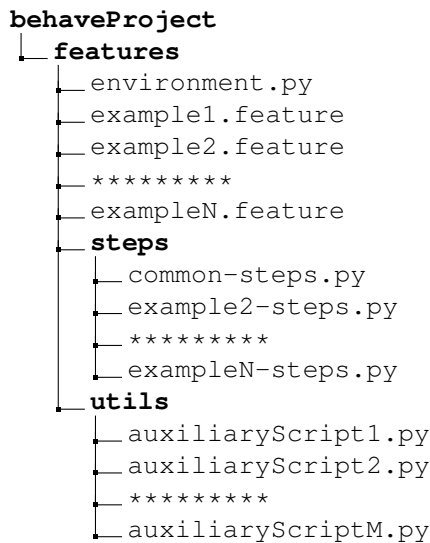 behaveProject
features
environment.py
example1.feature
example2.feature
*********
exampleN.feature
steps
common-steps.py
example2-steps.py
*********
exampleN-steps.py
utils
auxiliaryScript1.py
auxiliaryScript2.py
*********
auxiliaryScriptM.py